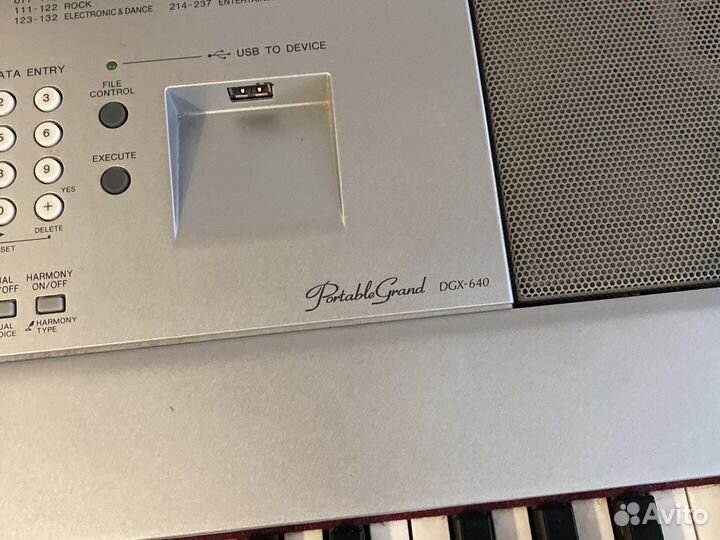 111-122 ROCK
123-132 ELECTRONIC & DANCE
214-237
USB TO DEVICE
DATA ENTRY
FILE
CONTROL
3
6
EXECUTE
9
YES
+
DELETE
HARMONY
ON/OFF
HARMONY
TYPE
PortableGrand DGX-640
Avito